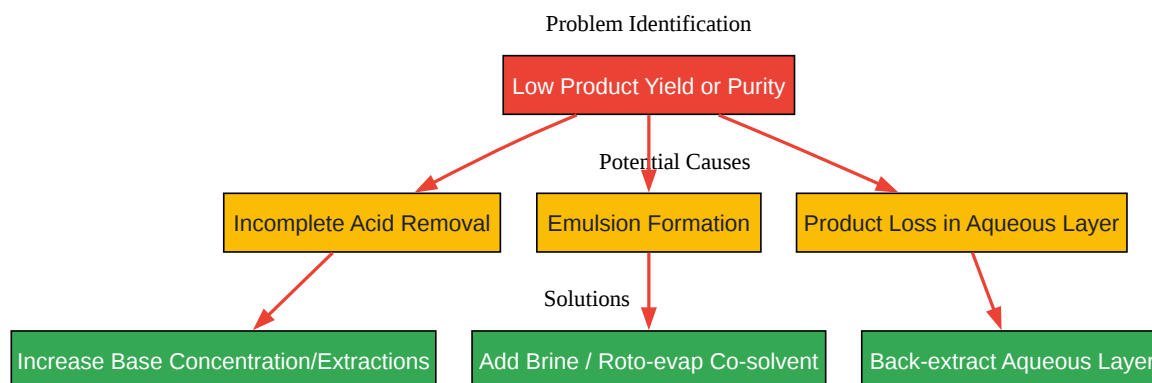 Problem Identification
Low Product Yield or Purity
Potential Causes
Incomplete Acid Removal
Emulsion Formation
Product Loss in Aqueous Layer
Solutions
Increase Base Concentration/Extractions
Add Brine / Roto-evap Co-solvent
Back-extract Aqueous Layer